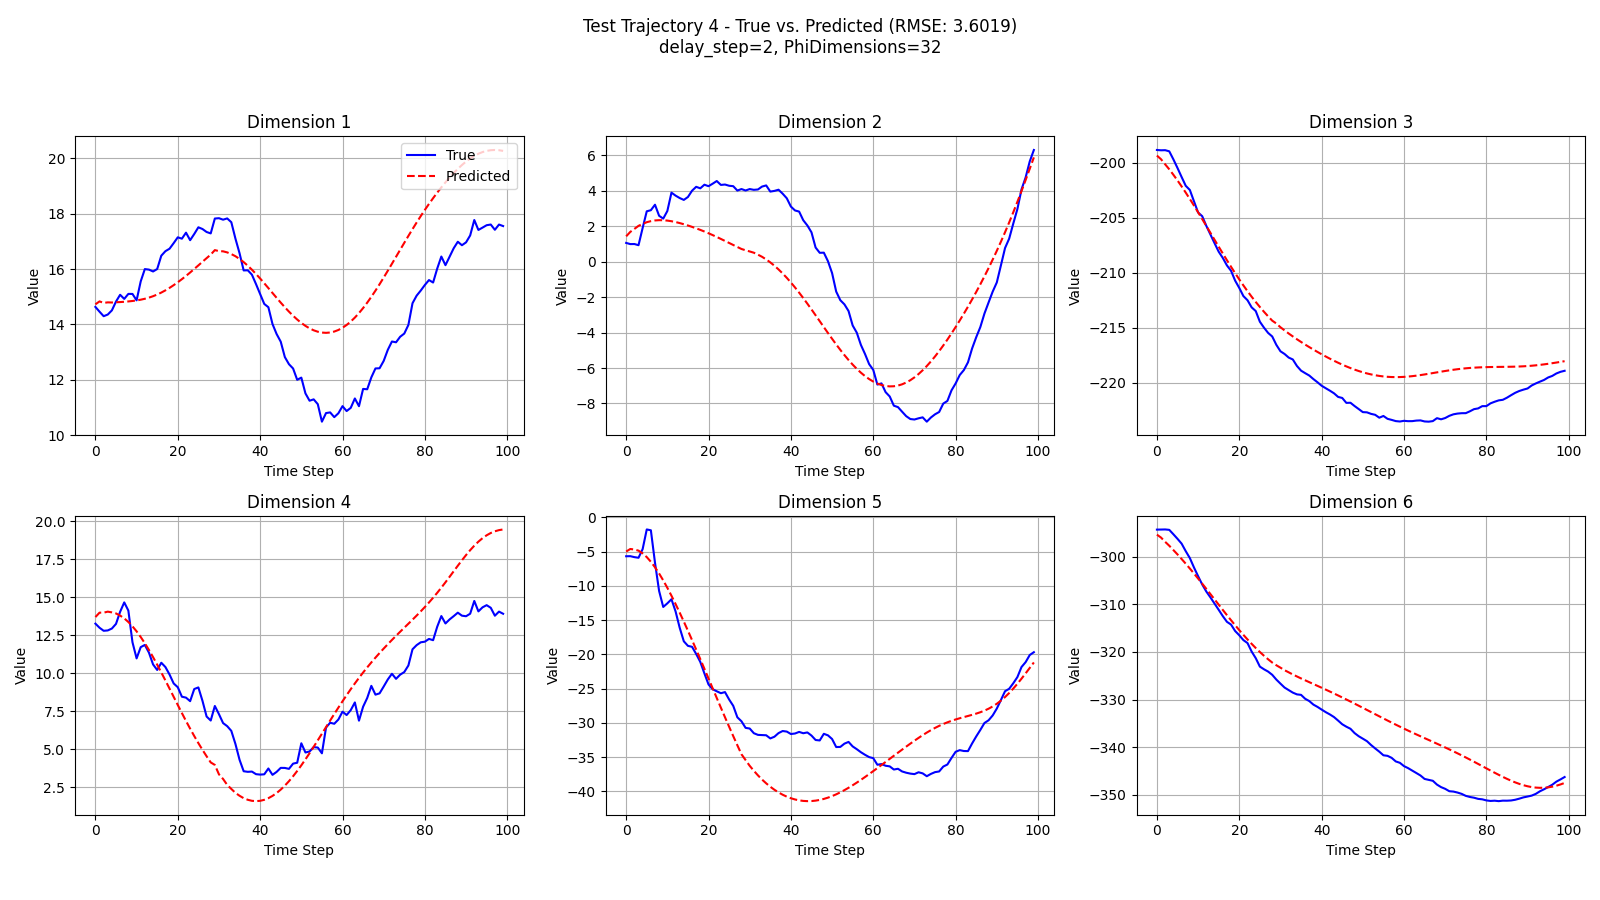 Test Trajectory 4 - True vs. Predicted (RMSE: 3.6019)
delay_step=2, PhiDimensions=32
Dimension 1
True
Predicted
20
18
16
14
12
10
Value
0 20 40 60 80 100
Time Step
Dimension 2
6
4
2
0
−2
−4
−6
−8
Value
0 20 40 60 80 100
Time Step
Dimension 3
−200
−205
−210
−215
−220
Value
0 20 40 60 80 100
Time Step
Dimension 4
20.0
17.5
15.0
12.5
10.0
7.5
5.0
2.5
Value
0 20 40 60 80 100
Time Step
Dimension 5
0
−5
−10
−15
−20
−25
−30
−35
−40
Value
0 20 40 60 80 100
Time Step
Dimension 6
−300
−310
−320
−330
−340
−350
Value
0 20 40 60 80 100
Time Step